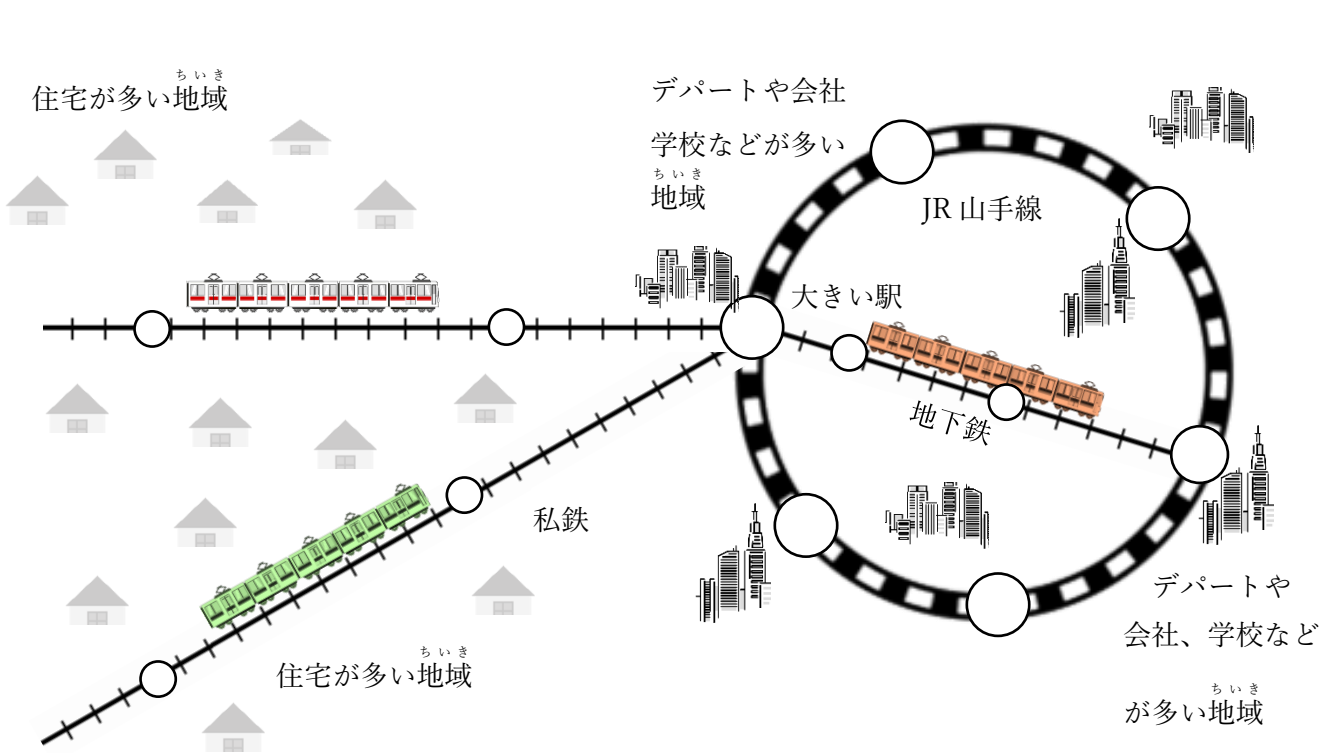 ちいき
住宅が多い地域
デパートや会社
学校などが多い
ちいき
地域
JR 山手線
大きい駅
地下鉄
私鉄
ちいき
住宅が多い地域
デパートや
会社、学校など
ちいき
が多い地域